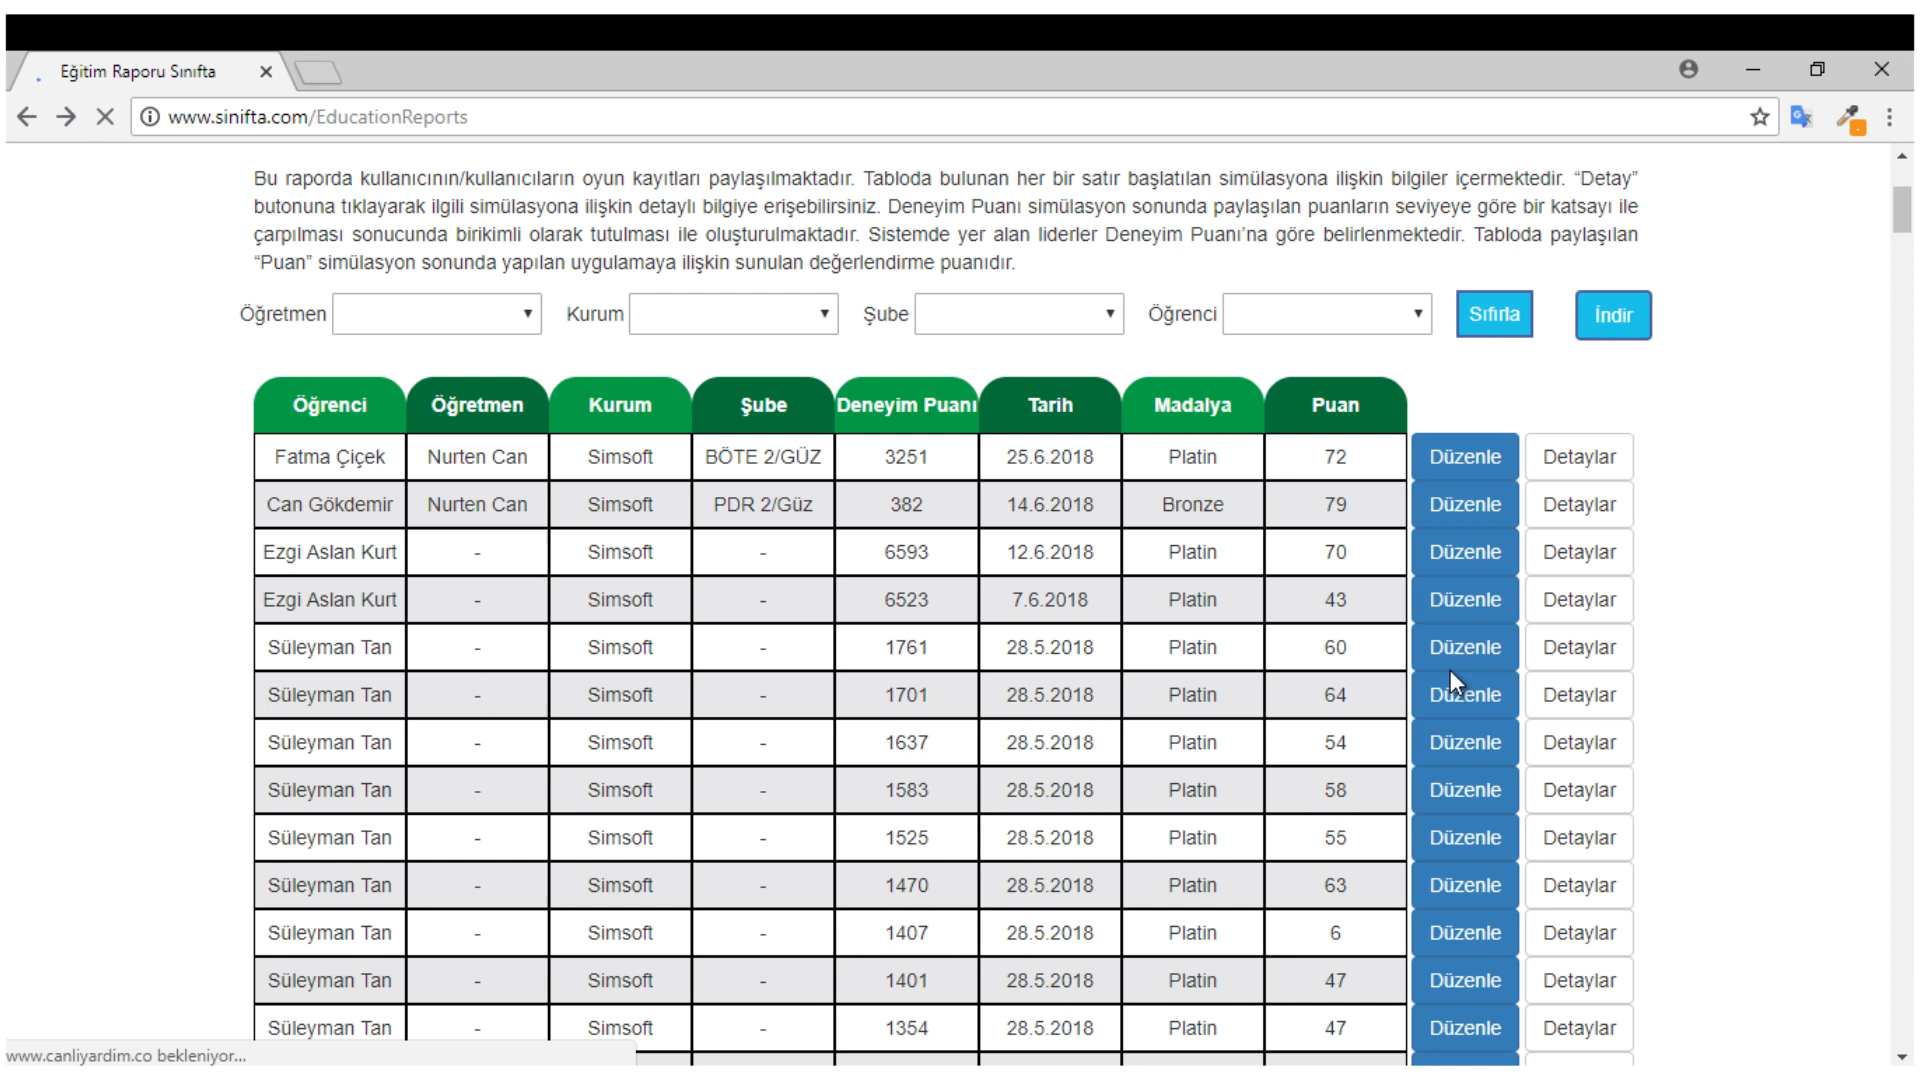 Eğitim Raporu Sınıfta
www.sinifta.com/EducationReports
Bu raporda kullanıcının/kullanıcıların oyun kayıtları paylaşılmaktadır. Tabloda bulunan her bir satır başlatılan simülasyona ilişkin bilgiler içermektedir. “Detay”
butonuna tıklayarak ilgili simülasyona ilişkin detaylı bilgiye erişebilirsiniz. Deneyim Puanı simülasyon sonunda paylaşılan puanların seviyeye göre bir katsayı ile
çarpılması sonucunda birikimli olarak tutulması ile oluşturulmaktadır. Sistemde yer alan liderler Deneyim Puanı’na göre belirlenmektedir. Tabloda paylaşılan
“Puan” simülasyon sonunda yapılan uygulamaya ilişkin sunulan değerlendirme puanıdır.
Öğretmen Kurum Şube Öğrenci Sıfırla İndir
Öğrenci Öğretmen Kurum Şube Deneyim Puanı Tarih Madalya Puan
Fatma Çiçek Nurten Can Simsoft BÖTE 2/GÜZ 3251 25.6.2018 Platin 72 Düzenle Detaylar
Can Gökdemir Nurten Can Simsoft PDR 2/Güz 382 14.6.2018 Bronze 79 Düzenle Detaylar
Ezgi Aslan Kurt - Simsoft - 6593 12.6.2018 Platin 70 Düzenle Detaylar
Ezgi Aslan Kurt - Simsoft - 6523 7.6.2018 Platin 43 Düzenle Detaylar
Süleyman Tan - Simsoft - 1761 28.5.2018 Platin 60 Düzenle Detaylar
Süleyman Tan - Simsoft - 1701 28.5.2018 Platin 64 Düzenle Detaylar
Süleyman Tan - Simsoft - 1637 28.5.2018 Platin 54 Düzenle Detaylar
Süleyman Tan - Simsoft - 1583 28.5.2018 Platin 58 Düzenle Detaylar
Süleyman Tan - Simsoft - 1525 28.5.2018 Platin 55 Düzenle Detaylar
Süleyman Tan - Simsoft - 1470 28.5.2018 Platin 63 Düzenle Detaylar
Süleyman Tan - Simsoft - 1407 28.5.2018 Platin 6 Düzenle Detaylar
Süleyman Tan - Simsoft - 1401 28.5.2018 Platin 47 Düzenle Detaylar
Süleyman Tan - Simsoft - 1354 28.5.2018 Platin 47 Düzenle Detaylar
www.canliyardim.co bekleniyor...